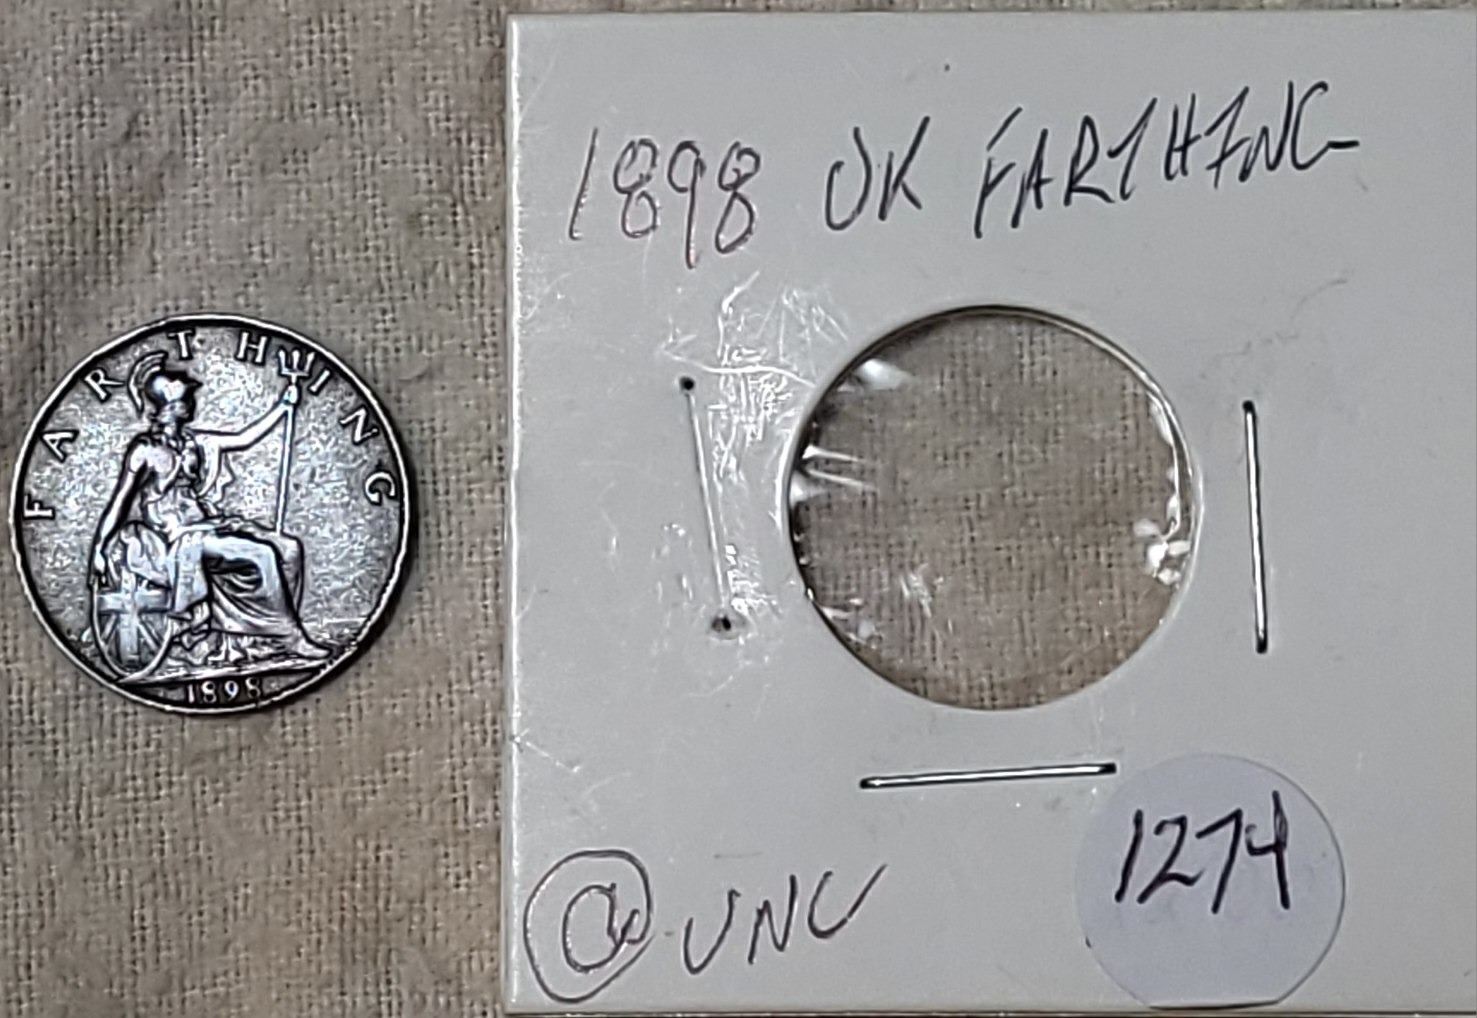 FARTHING
1898
1898 UK FARTHING
@ UNC
1274